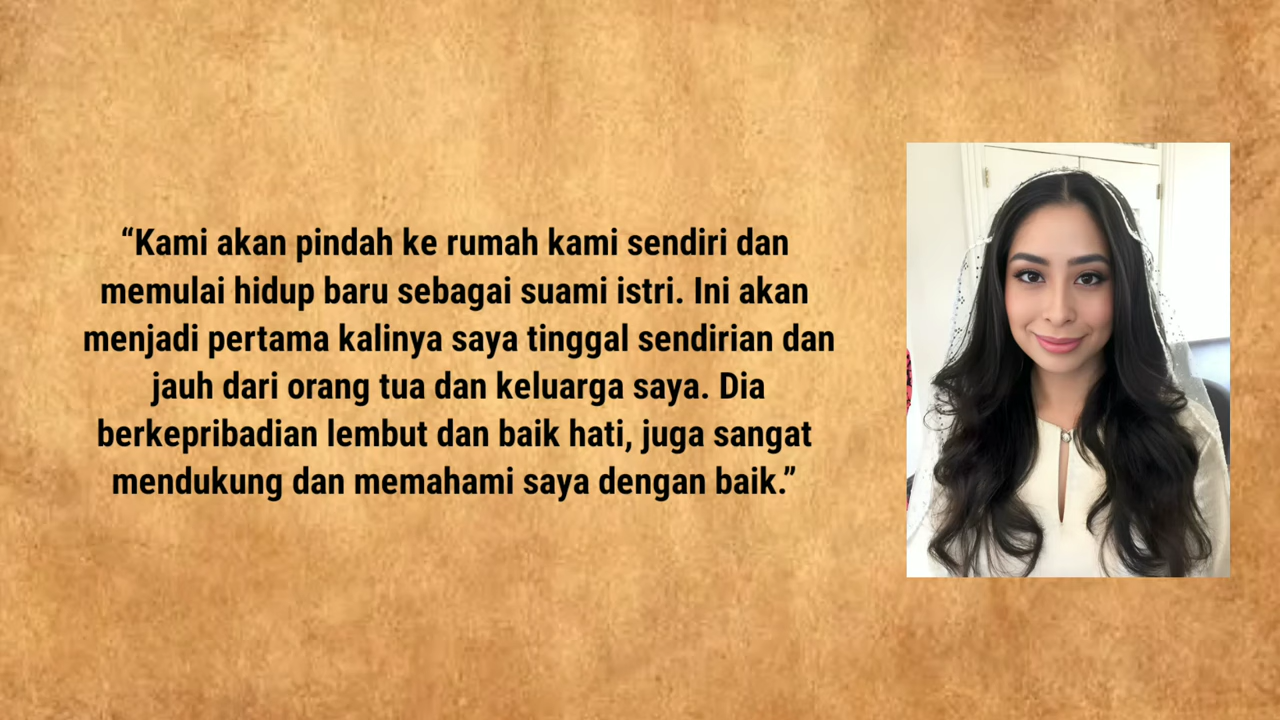 “Kami akan pindah ke rumah kami sendiri dan
memulai hidup baru sebagai suami istri. Ini akan
menjadi pertama kalinya saya tinggal sendirian dan
jauh dari orang tua dan keluarga saya. Dia
berkepribadian lembut dan baik hati, juga sangat
mendukung dan memahami saya dengan baik.”